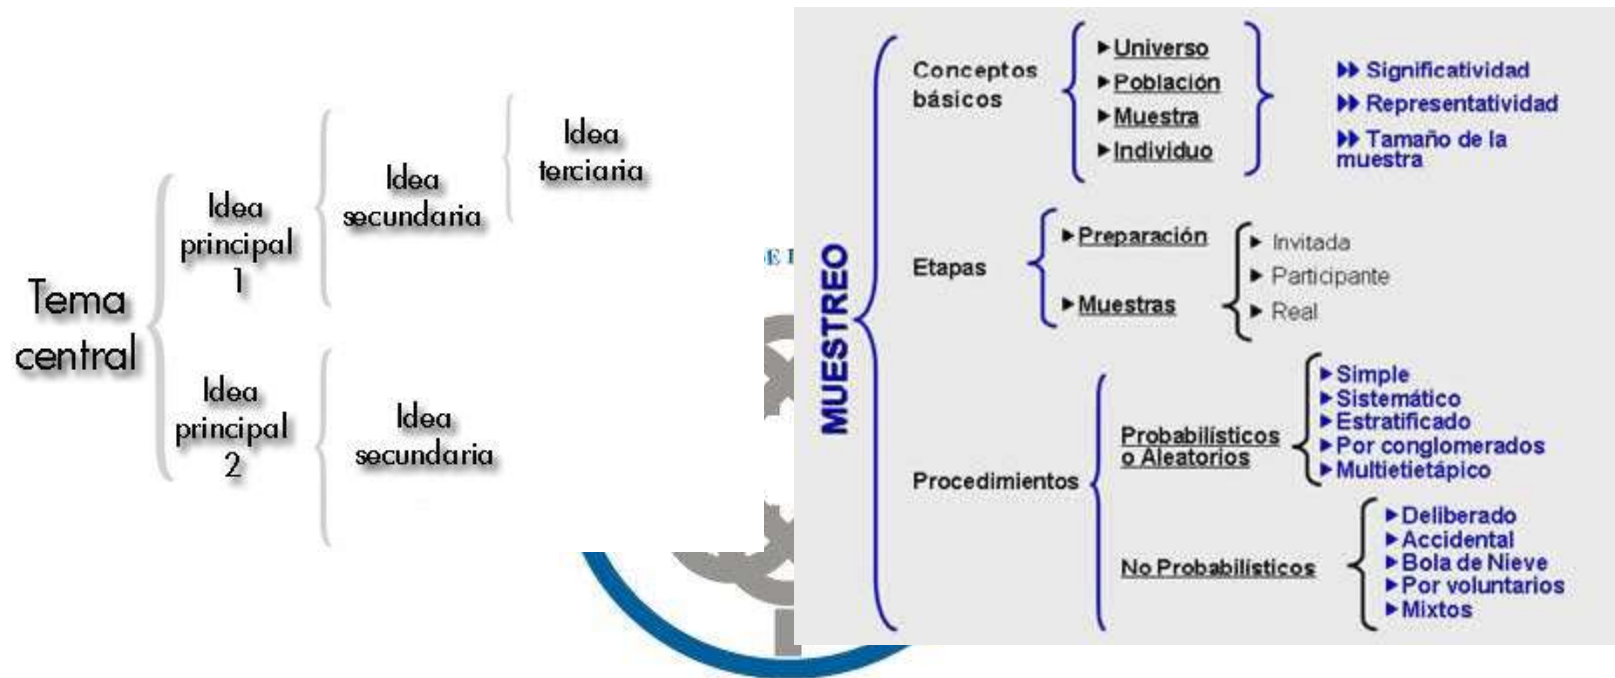 Tema
central
Idea
principal
1
Idea
secundaria
Idea
terciaria
Idea
principal
2
Idea
secundaria
MUESTREO
Conceptos
básicos
Universo
Población
Muestra
Individuo
Significatividad
Representatividad
Tamaño de la
muestra
Etapas
Preparación
Muestras
Invitada
Participante
Real
Procedimientos
Probabilísticos
o Aleatorios
Simple
Sistemático
Estratificado
Por conglomerados
Multietietápico
No Probabilísticos
Deliberado
Accidental
Bola de Nieve
Por voluntarios
Mixtos